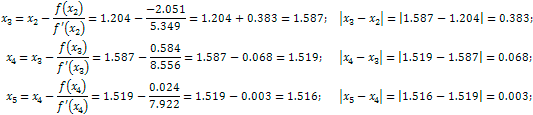 x₃ = x₂ − f(x₂)/f′(x₂) = 1.204 − −2.051/5.349 = 1.204 + 0.383 = 1.587; |x₃ − x₂| = |1.587 − 1.204| = 0.383;
x₄ = x₃ − f(x₃)/f′(x₃) = 1.587 − 0.584/8.556 = 1.587 − 0.068 = 1.519; |x₄ − x₃| = |1.519 − 1.587| = 0.068;
x₅ = x₄ − f(x₄)/f′(x₄) = 1.519 − 0.024/7.922 = 1.519 − 0.003 = 1.516; |x₅ − x₄| = |1.516 − 1.519| = 0.003;